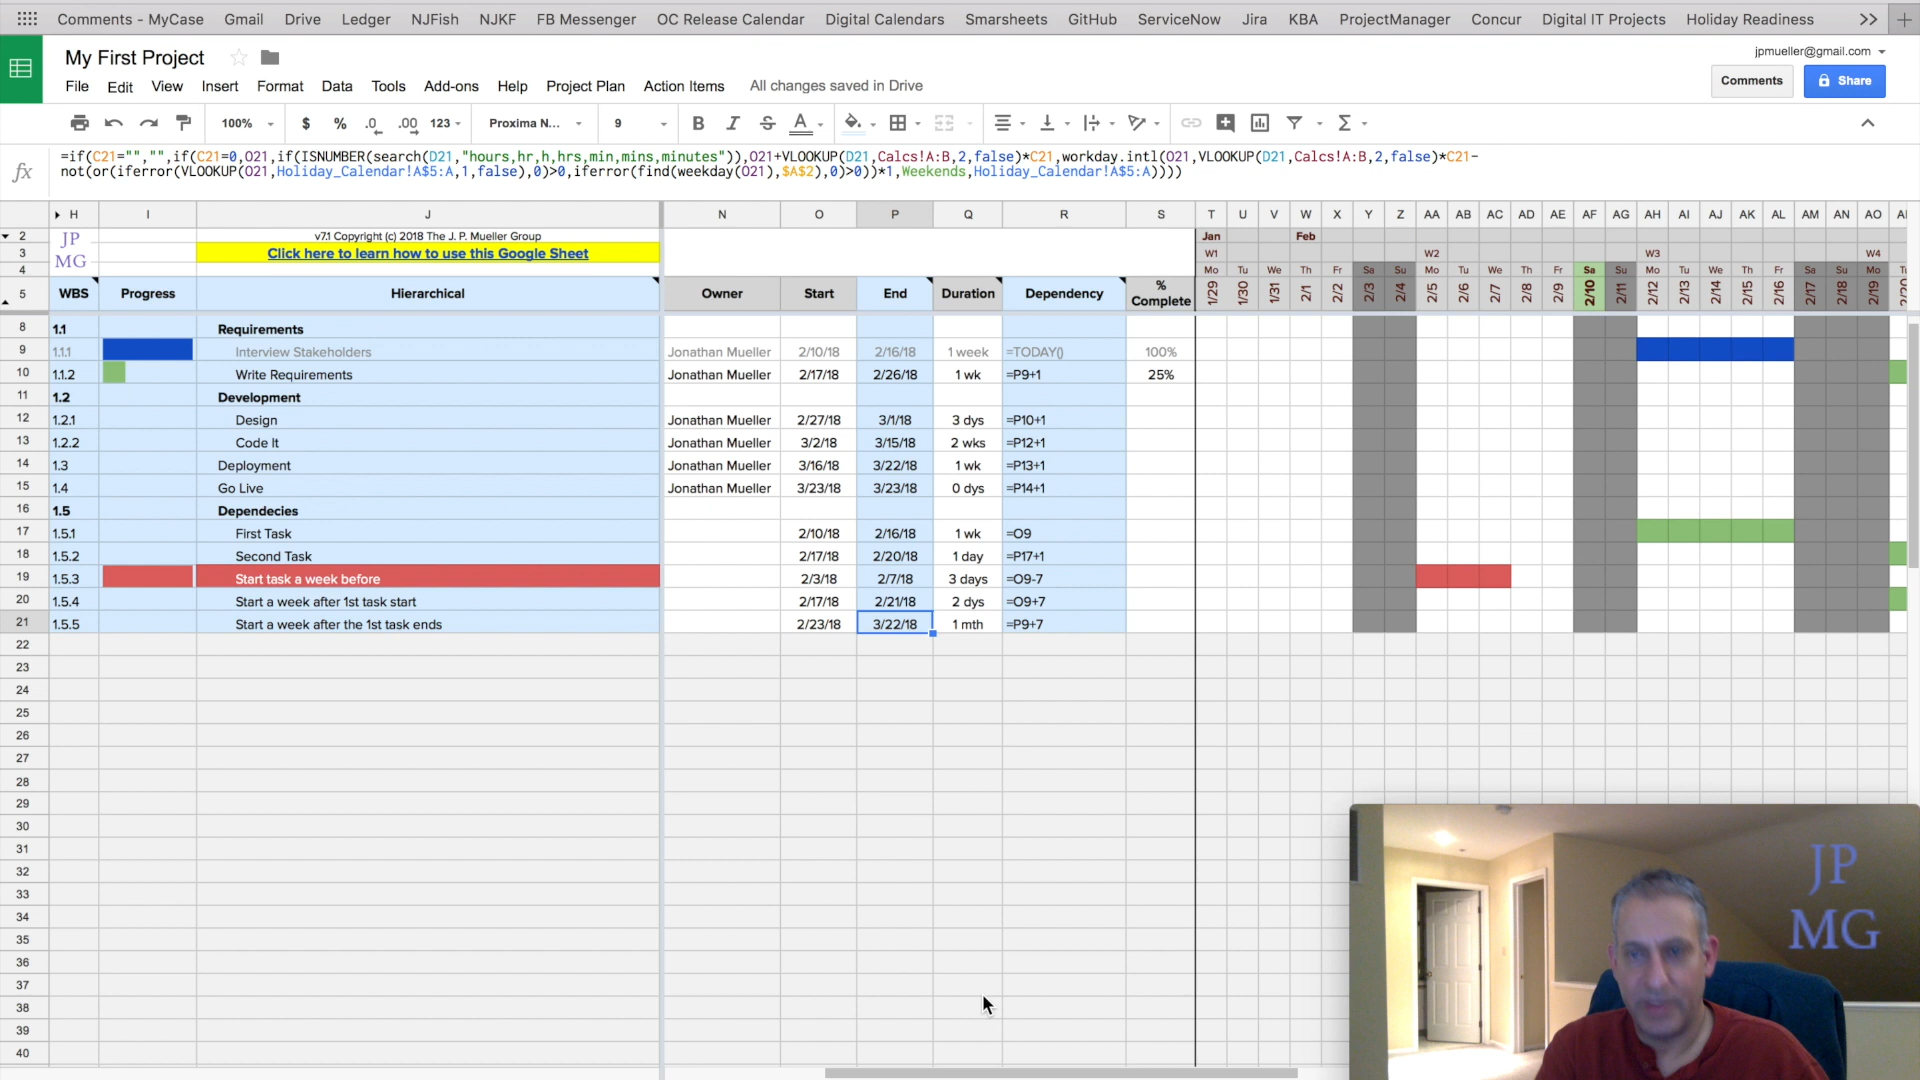 Comments - MyCase Gmail Drive Ledger NJFish NJKF FB Messenger OC Release Calendar Digital Calendars Smarsheets GitHub ServiceNow Jira KBA ProjectManager Concur Digital IT Projects Holiday Readiness
My First Project
jpmueller@gmail.com
File Edit View Insert Format Data Tools Add-ons Help Project Plan Action Items All changes saved in Drive
Comments Share
100% $ % .0 .00 123 Proxima N... 9 B I S A
=if(C21="","",if(C21=0,O21,if(ISNUMBER(search(D21,"hours,hr,h,hrs,min,mins,minutes")),O21+VLOOKUP(D21,Calcs!A:B,2,false)*C21,workday.intl(O21,VLOOKUP(D21,Calcs!A:B,2,false)*C21-
fx not(or(iferror(VLOOKUP(O21,Holiday_Calendar!A$5:A,1,false),0)>0,iferror(find(weekday(O21),$A$2),0)>0))*1,Weekends,Holiday_Calendar!A$5:A))))
H I J N O P Q R S T U V W X Y Z AA AB AC AD AE AF AG AH AI AJ AK AL AM AN AO
2 JP v7.1 Copyright (c) 2018 The J. P. Mueller Group Jan Feb
3 MG Click here to learn how to use this Google Sheet W1 W2 W3 W4
4 Mo Tu We Th Fr Sa Su Mo Tu We Th Fr Sa Su Mo Tu We Th Fr Sa Su Mo
5 WBS Progress Hierarchical Owner Start End Duration Dependency % Complete 1/29 1/30 1/31 2/1 2/2 2/3 2/4 2/5 2/6 2/7 2/8 2/9 2/10 2/11 2/12 2/13 2/14 2/15 2/16 2/17 2/18 2/19 2/20
8 1.1 Requirements
9 1.1.1 Interview Stakeholders Jonathan Mueller 2/10/18 2/16/18 1 week =TODAY() 100%
10 1.1.2 Write Requirements Jonathan Mueller 2/17/18 2/26/18 1 wk =P9+1 25%
11 1.2 Development
12 1.2.1 Design Jonathan Mueller 2/27/18 3/1/18 3 dys =P10+1
13 1.2.2 Code It Jonathan Mueller 3/2/18 3/15/18 2 wks =P12+1
14 1.3 Deployment Jonathan Mueller 3/16/18 3/22/18 1 wk =P13+1
15 1.4 Go Live Jonathan Mueller 3/23/18 3/23/18 0 dys =P14+1
16 1.5 Dependecies
17 1.5.1 First Task 2/10/18 2/16/18 1 wk =O9
18 1.5.2 Second Task 2/17/18 2/20/18 1 day =P17+1
19 1.5.3 Start task a week before 2/3/18 2/7/18 3 days =O9-7
20 1.5.4 Start a week after 1st task start 2/17/18 2/21/18 2 dys =O9+7
21 1.5.5 Start a week after the 1st task ends 2/23/18 3/22/18 1 mth =P9+7
22
23
24
25
26
27
28
29
30
31
32
33
34
35
36
37
38
39
40
JP
MG